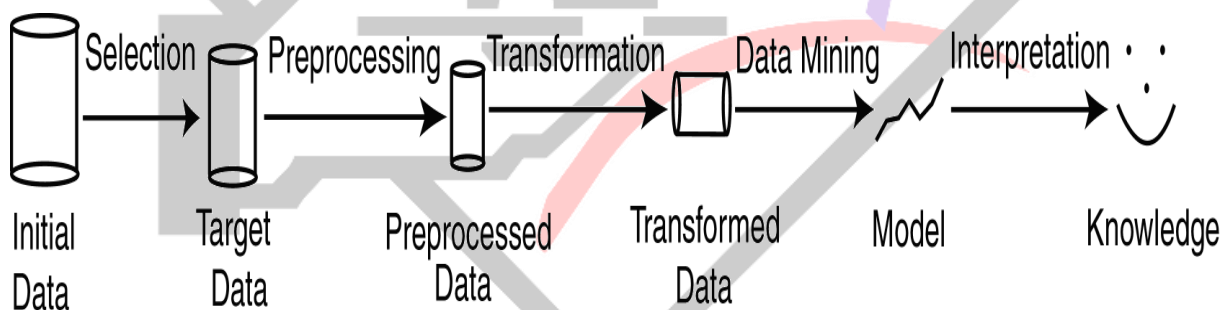 Selection
Preprocessing
Transformation
Data Mining
Interpretation
Initial
Data
Target
Data
Preprocessed
Data
Transformed
Data
Model
Knowledge